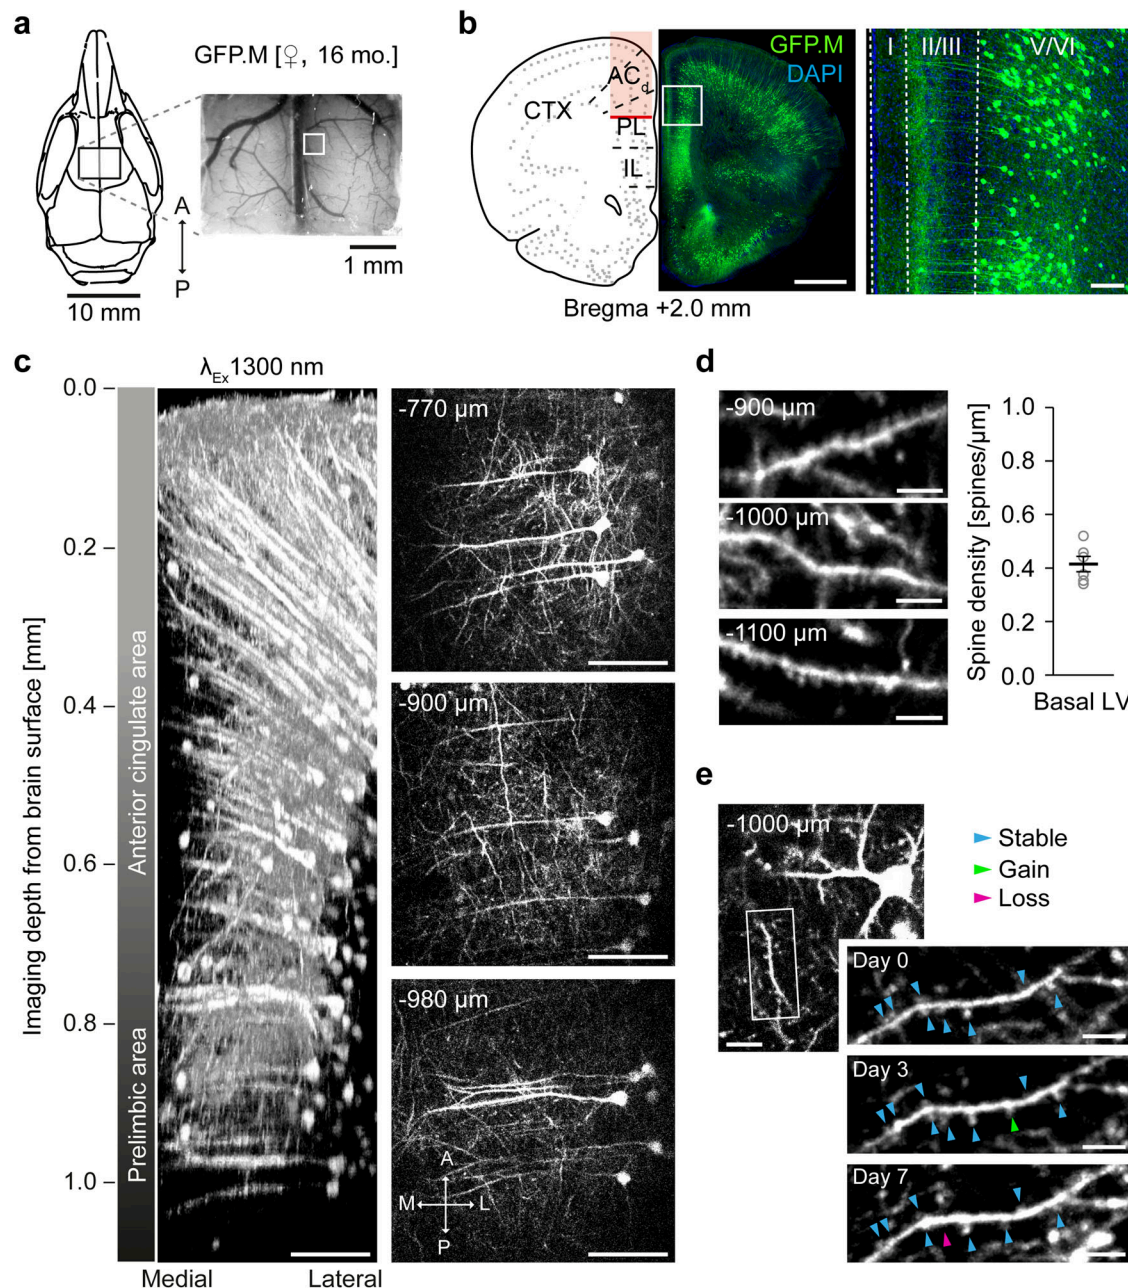 a
GFP.M [♀, 16 mo.]
A
P
10 mm
1 mm
b
CTX
ACd
PL
IL
GFP.M
DAPI
Bregma +2.0 mm
I
II/III
V/VI
c
λEx 1300 nm
Imaging depth from brain surface [mm]
0.0
0.2
0.4
0.6
0.8
1.0
Anterior cingulate area
Prelimbic area
Medial
Lateral
-770 µm
-900 µm
-980 µm
A
M
L
P
d
-900 µm
-1000 µm
-1100 µm
Spine density [spines/µm]
1.0
0.8
0.6
0.4
0.2
0.0
Basal LV
e
-1000 µm
Stable
Gain
Loss
Day 0
Day 3
Day 7